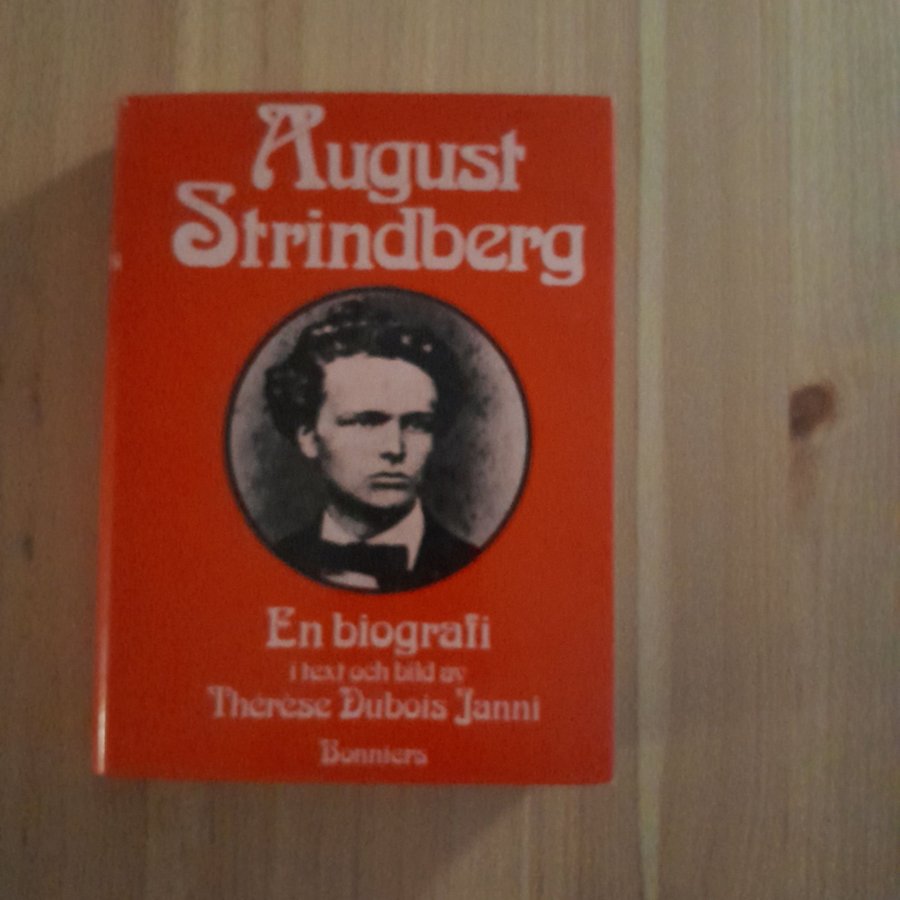 August
Strindberg
En biografi
i text och bild av
Thérèse Dubois Janni
Bonniers